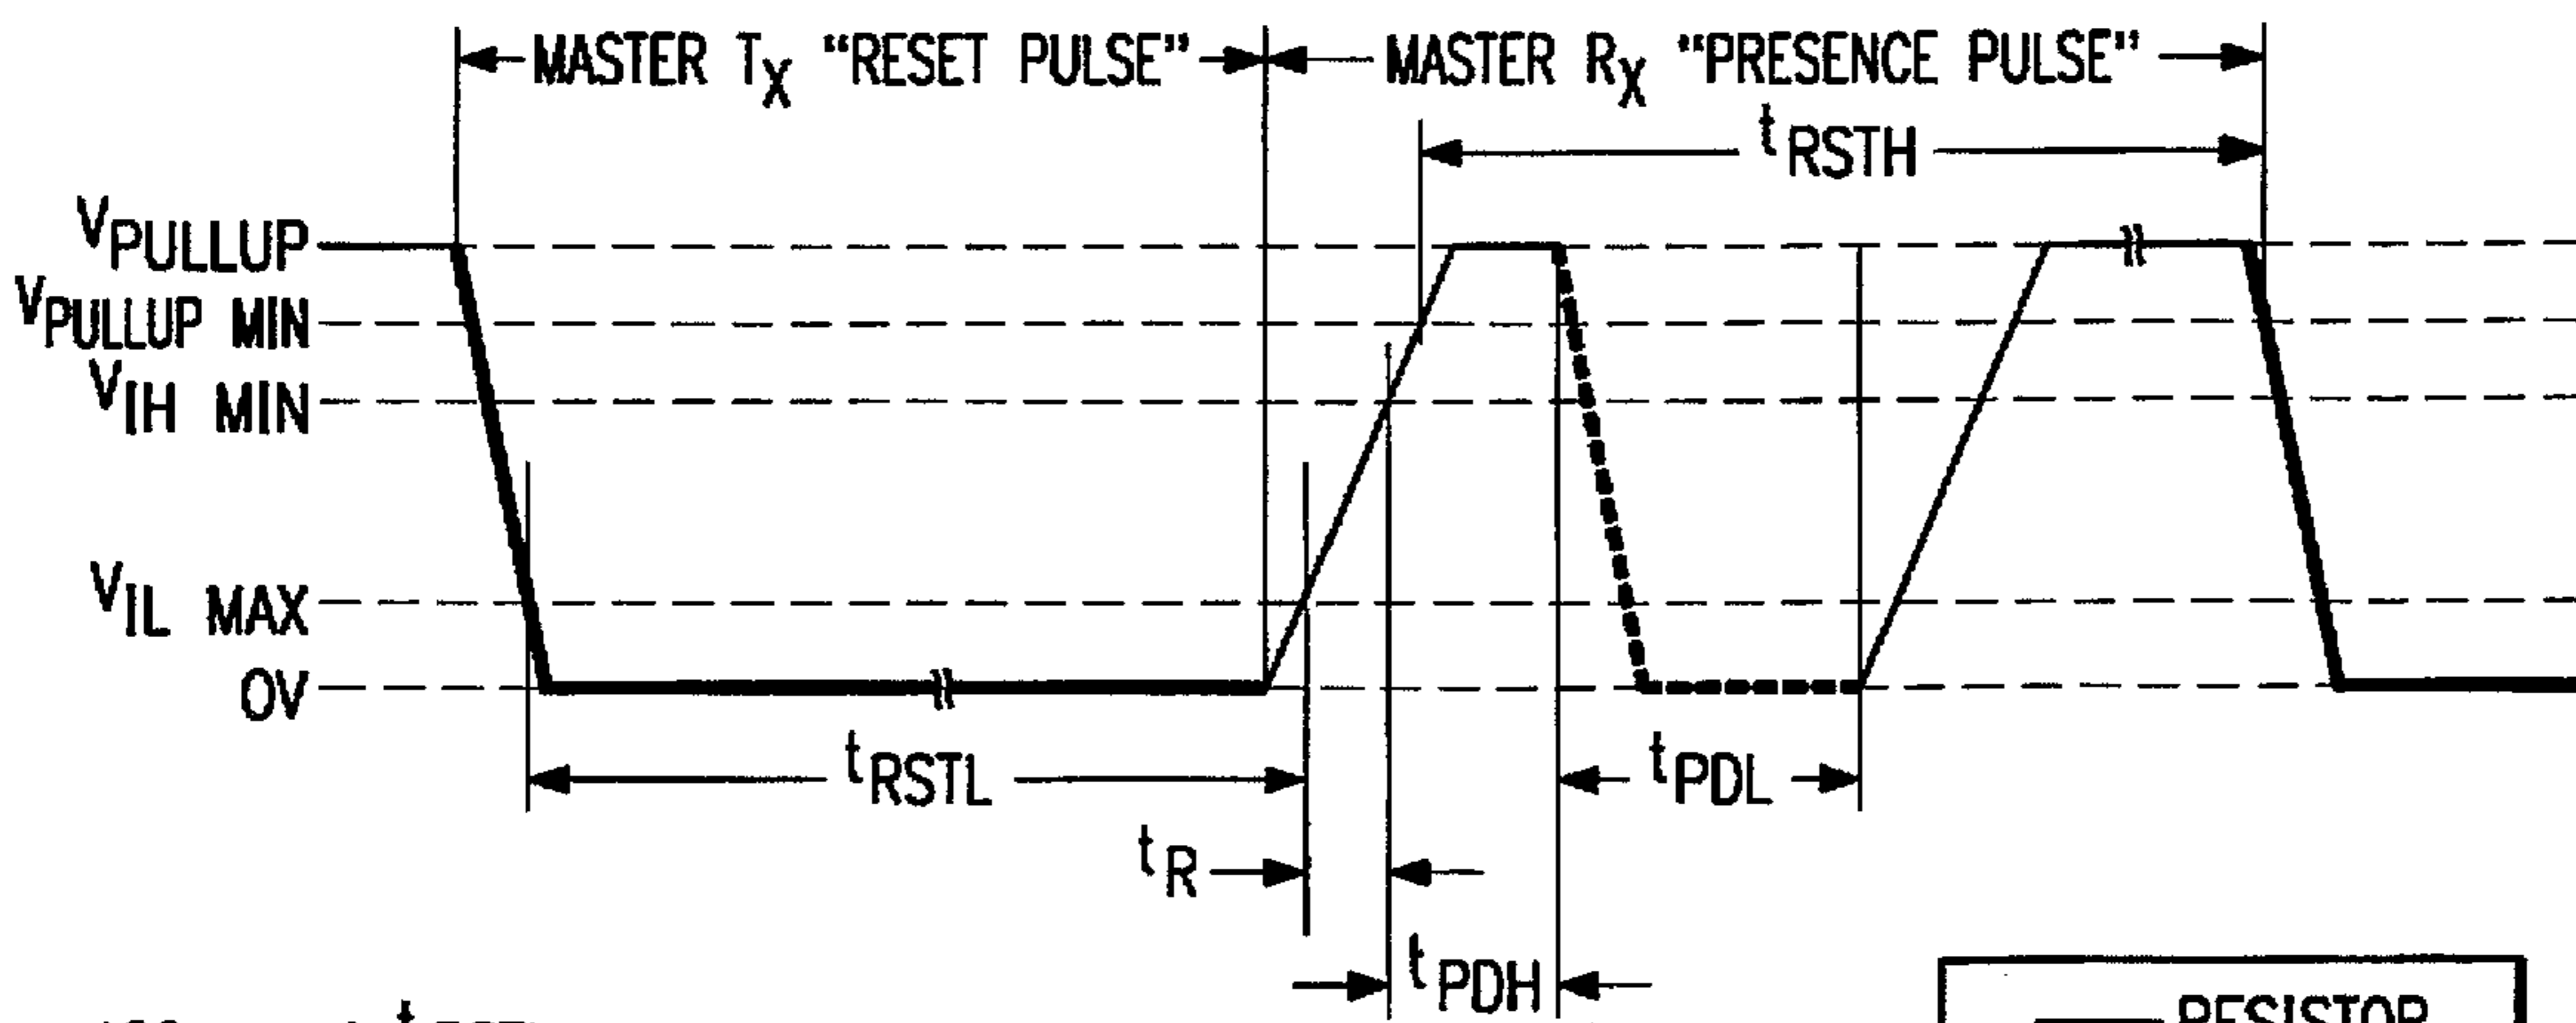 MASTER TX “RESET PULSE”
MASTER RX “PRESENCE PULSE”
tRSTH
VPULLUP
VPULLUP MIN
VIH MIN
VIL MAX
0V
tRSTL
tPDL
tR
tPDH
RESISTOR